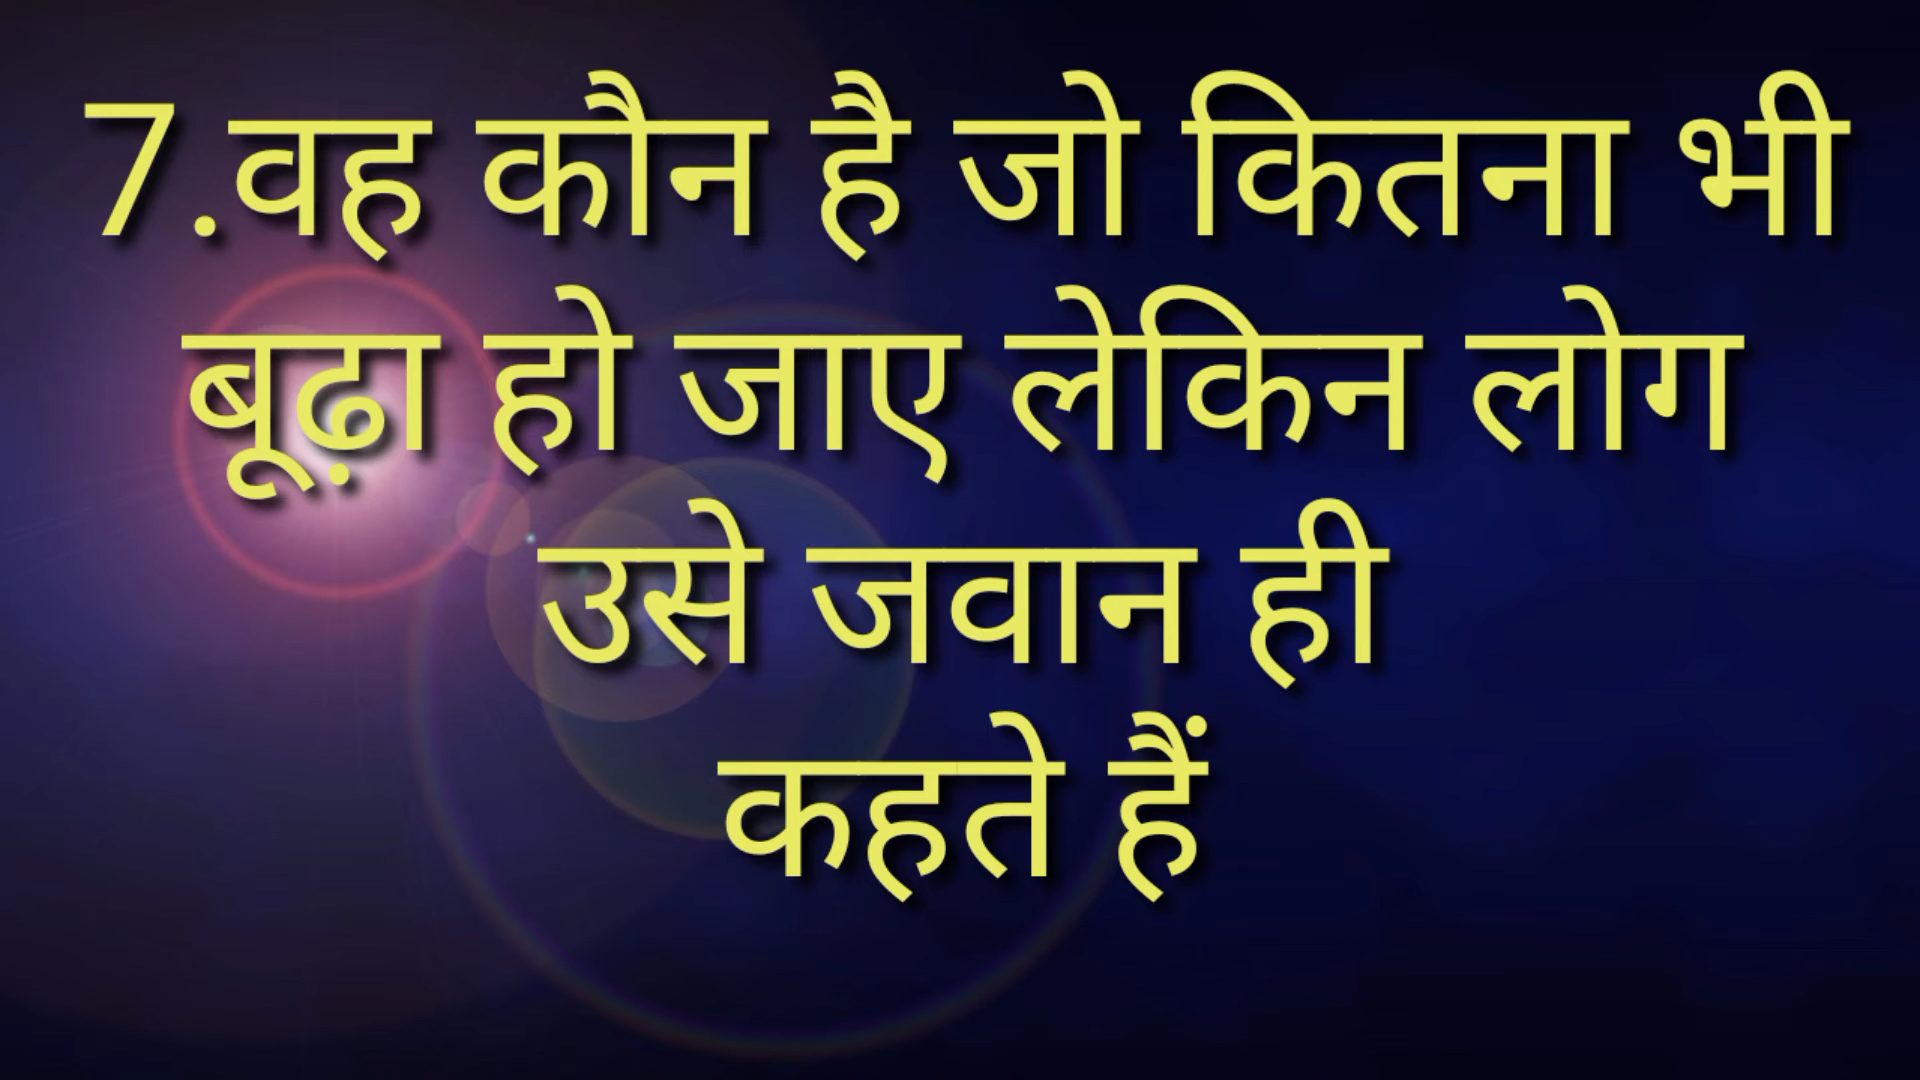 7.वह कौन है जो कितना भी
बूढ़ा हो जाए लेकिन लोग
उसे जवान ही
कहते हैं